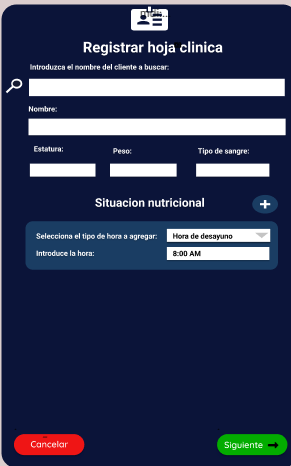 Registrar hoja clinica
Introduzca el nombre del cliente a buscar:
Nombre:
Estatura:
Peso:
Tipo de sangre:
Situacion nutricional
Selecciona el tipo de hora a agregar: Hora de desayuno
Introduce la hora: 8:00 AM
Cancelar
Siguiente